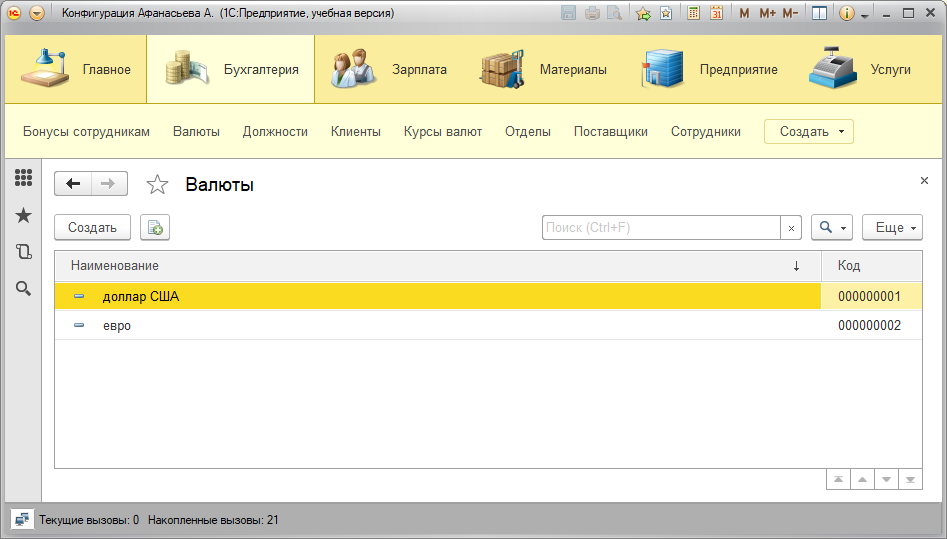 1С Конфигурация Афанасьева А. (1С:Предприятие, учебная версия) 31 M M+ M-
Главное Бухгалтерия Зарплата Материалы Предприятие Услуги
Бонусы сотрудникам Валюты Должности Клиенты Курсы валют Отделы Поставщики Сотрудники Создать
Валюты
Создать Поиск (Ctrl+F) Еще
Наименование Код
доллар США 000000001
евро 000000002
Текущие вызовы: 0 Накопленные вызовы: 21